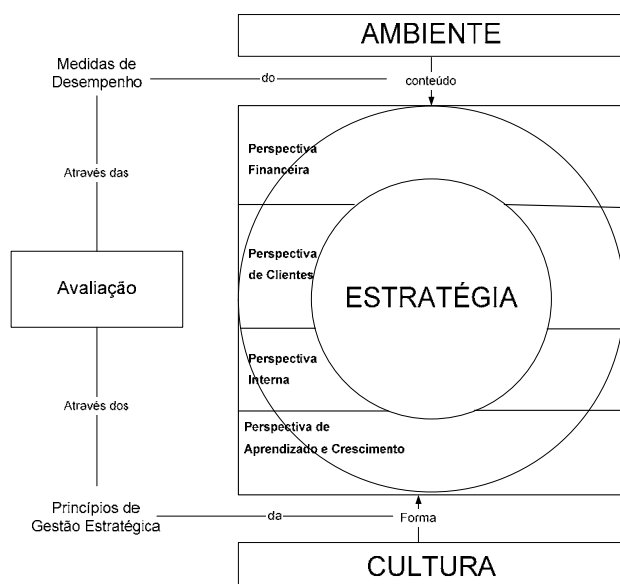 AMBIENTE
Medidas de
Desempenho
do
conteúdo
Perspectiva
Financeira
Através das
Perspectiva
de Clientes
Avaliação
ESTRATÉGIA
Perspectiva
Interna
Através dos
Perspectiva de
Aprendizado e Crescimento
Princípios de
Gestão Estratégica
da
Forma
CULTURA